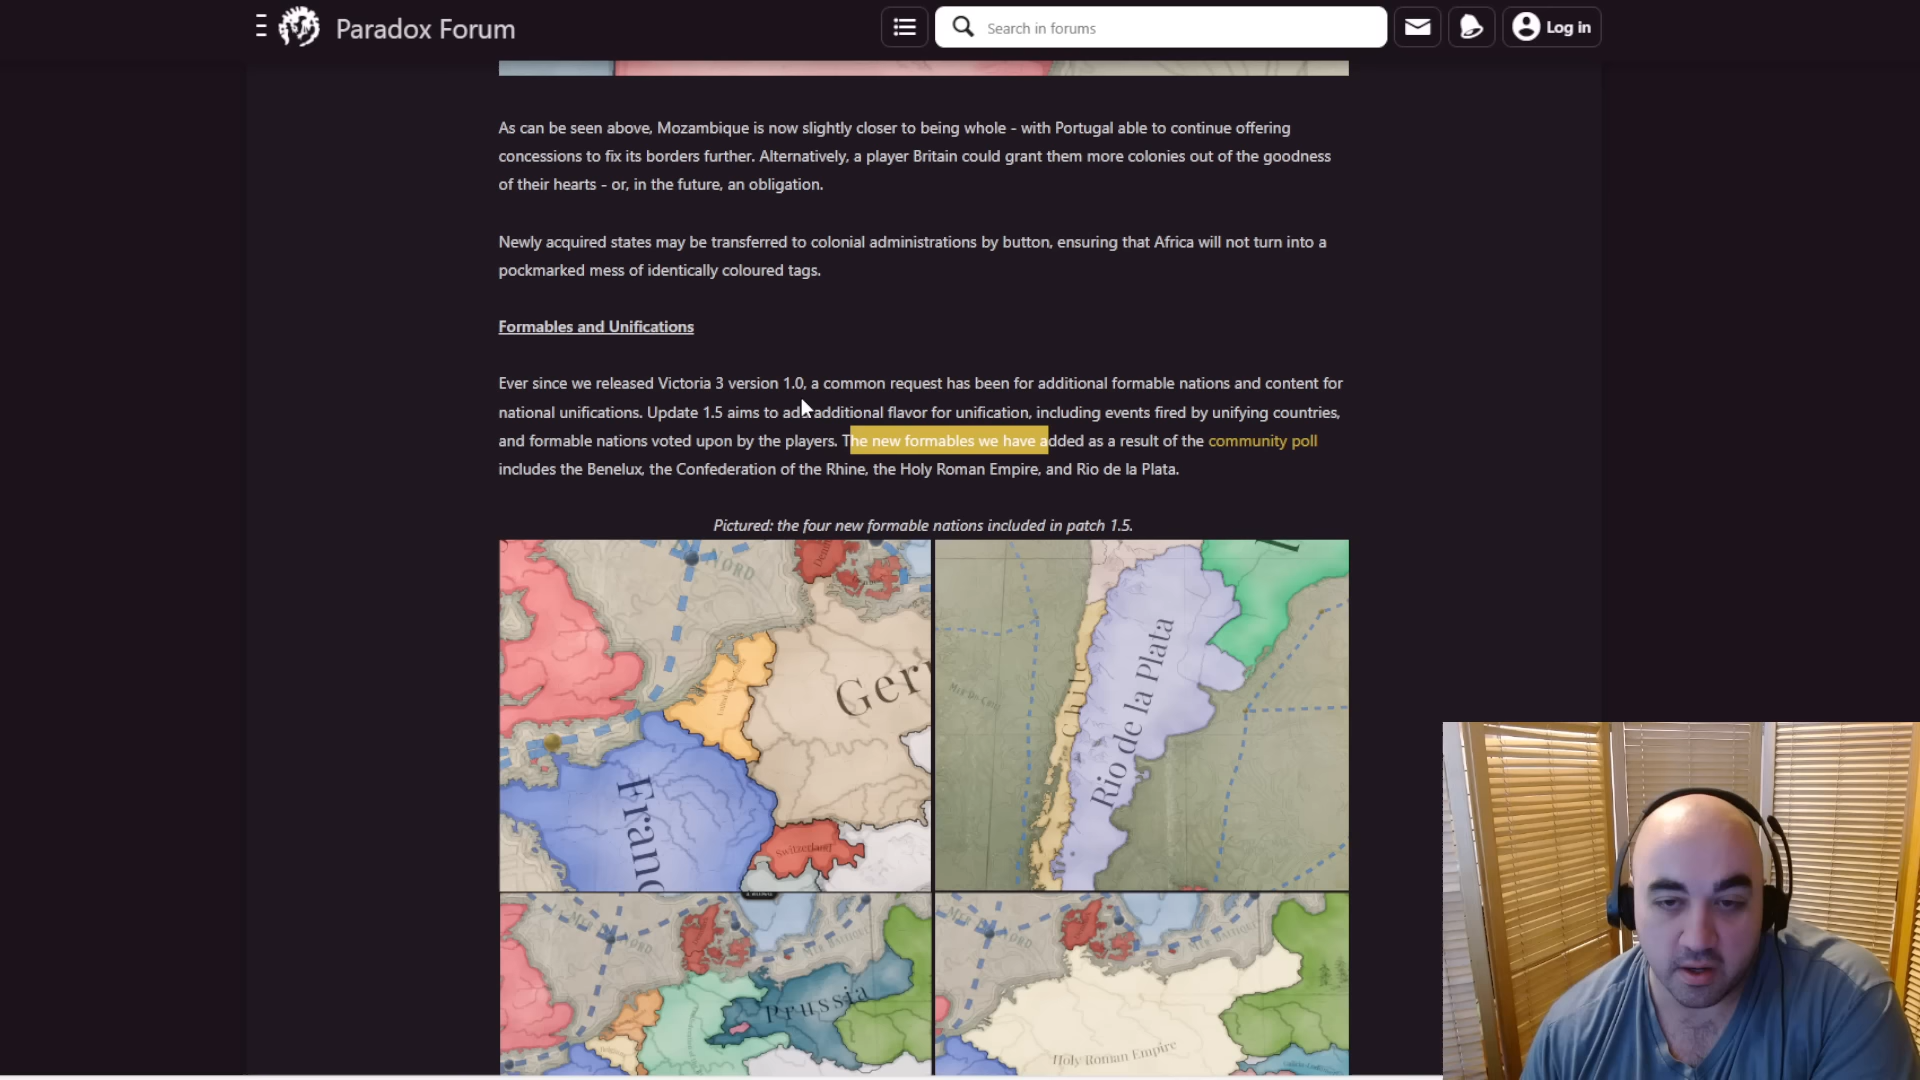 Paradox Forum
Search in forums
Log in
As can be seen above, Mozambique is now slightly closer to being whole - with Portugal able to continue offering
concessions to fix its borders further. Alternatively, a player Britain could grant them more colonies out of the goodness
of their hearts - or, in the future, an obligation.
Newly acquired states may be transferred to colonial administrations by button, ensuring that Africa will not turn into a
pockmarked mess of identically coloured tags.
Formables and Unifications
Ever since we released Victoria 3 version 1.0, a common request has been for additional formable nations and content for
national unifications. Update 1.5 aims to add additional flavor for unification, including events fired by unifying countries,
and formable nations voted upon by the players. The new formables we have added as a result of the community poll
includes the Benelux, the Confederation of the Rhine, the Holy Roman Empire, and Rio de la Plata.
Pictured: the four new formable nations included in patch 1.5.
NORD
Ger
Franc
Switzerland
Chile
Rio de la Plata
Prussia
Holy Roman Empire